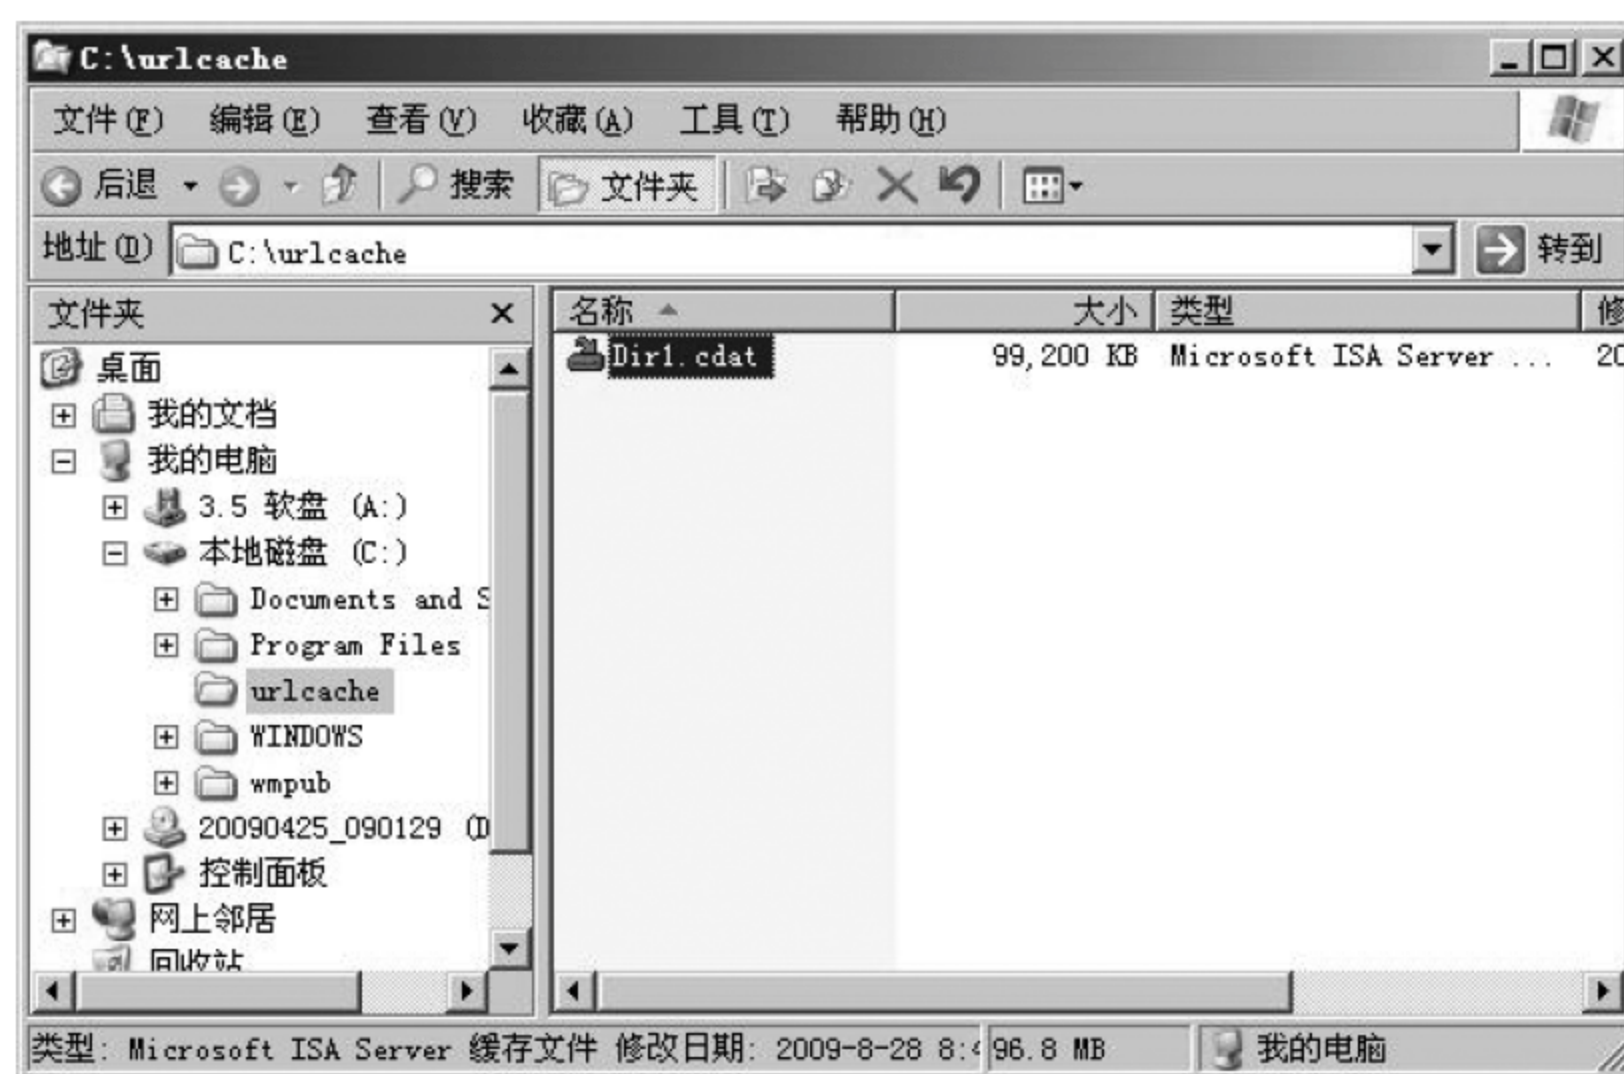 C:\urlcache
文件(F) 编辑(E) 查看(V) 收藏(A) 工具(T) 帮助(H)
后退 搜索 文件夹
地址(D) C:\urlcache 转到
文件夹
名称 大小 类型 修
桌面
我的文档
我的电脑
3.5 软盘 (A:)
本地磁盘 (C:)
Documents and S
Program Files
urlcache
WINDOWS
wmpub
20090425_090129 (D
控制面板
网上邻居
回收站
Dir1.cdat 99,200 KB Microsoft ISA Server ... 20
类型: Microsoft ISA Server 缓存文件 修改日期: 2009-8-28 8:4 96.8 MB 我的电脑